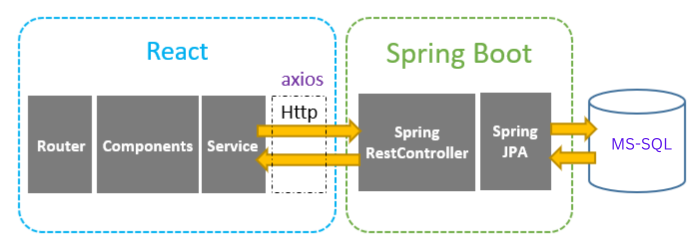 React
Spring Boot
axios
Http
Router
Components
Service
Spring
RestController
Spring
JPA
MS-SQL